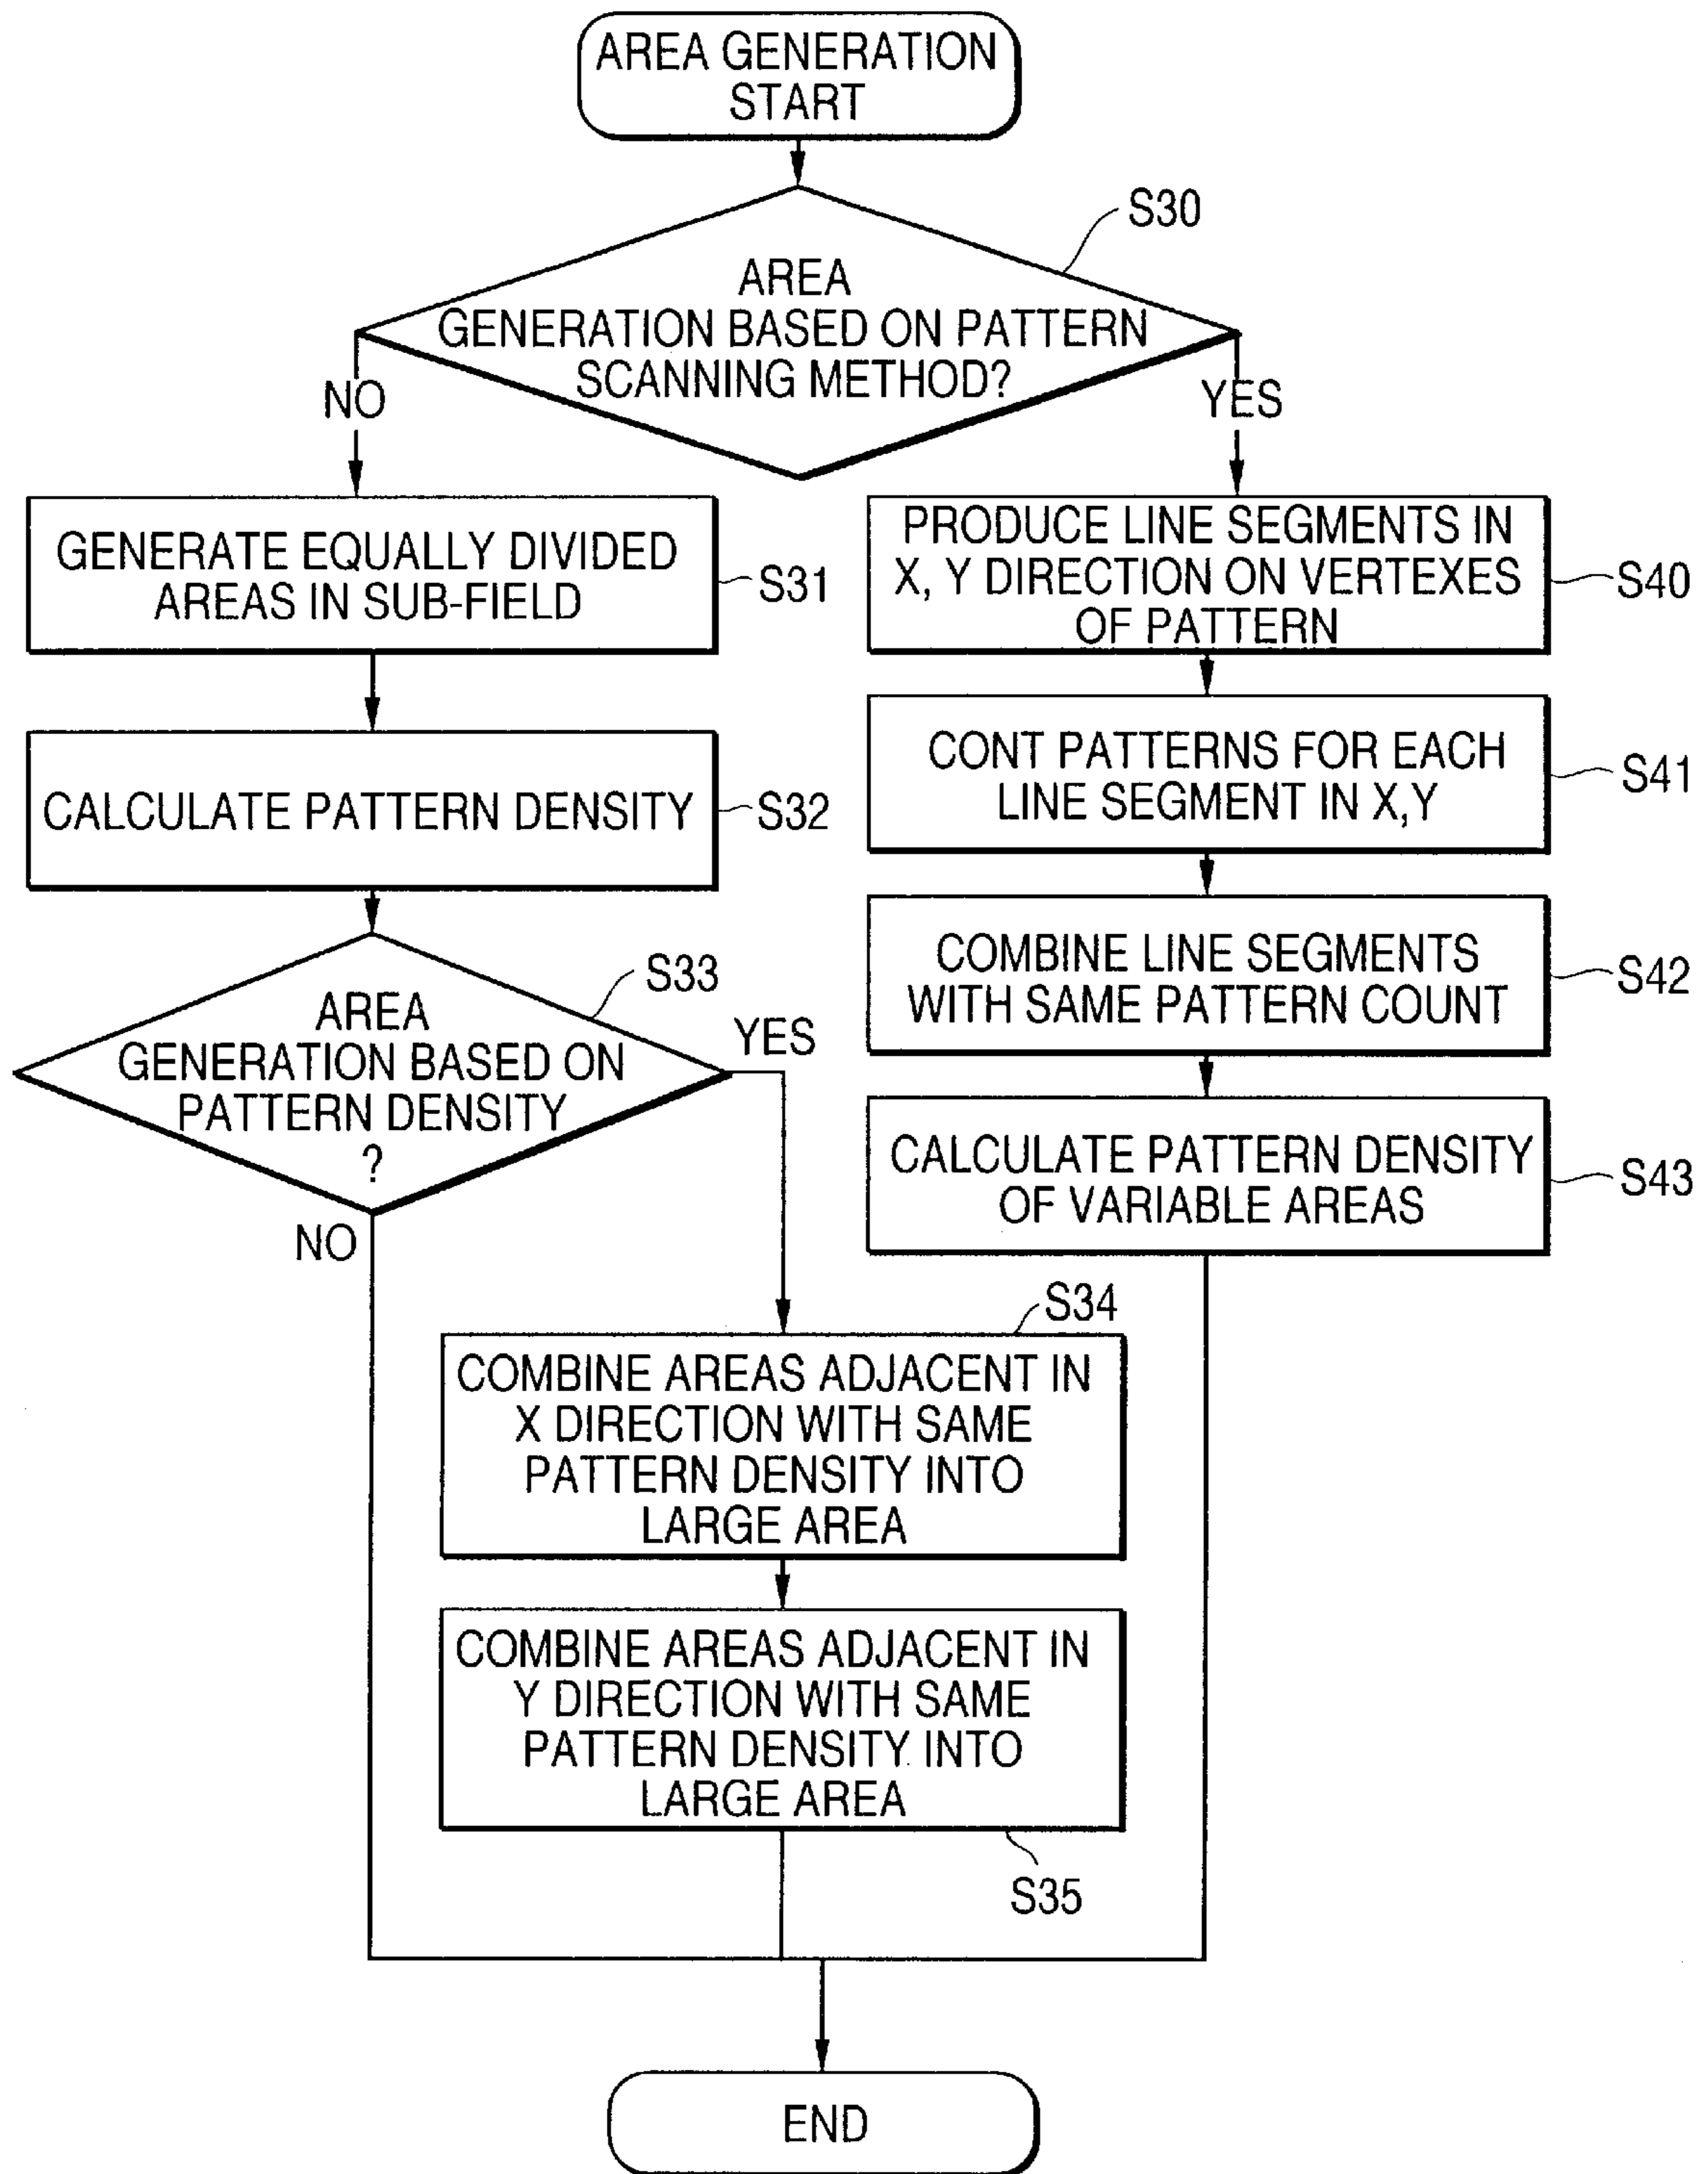 AREA GENERATION
START
S30
AREA
GENERATION BASED ON PATTERN
SCANNING METHOD?
NO
YES
GENERATE EQUALLY DIVIDED
AREAS IN SUB-FIELD
S31
CALCULATE PATTERN DENSITY
S32
S33
AREA
GENERATION BASED ON
PATTERN DENSITY
?
YES
NO
S34
COMBINE AREAS ADJACENT IN
X DIRECTION WITH SAME
PATTERN DENSITY INTO
LARGE AREA
COMBINE AREAS ADJACENT IN
Y DIRECTION WITH SAME
PATTERN DENSITY INTO
LARGE AREA
S35
PRODUCE LINE SEGMENTS IN
X, Y DIRECTION ON VERTEXES
OF PATTERN
S40
CONT PATTERNS FOR EACH
LINE SEGMENT IN X,Y
S41
COMBINE LINE SEGMENTS
WITH SAME PATTERN COUNT
S42
CALCULATE PATTERN DENSITY
OF VARIABLE AREAS
S43
END